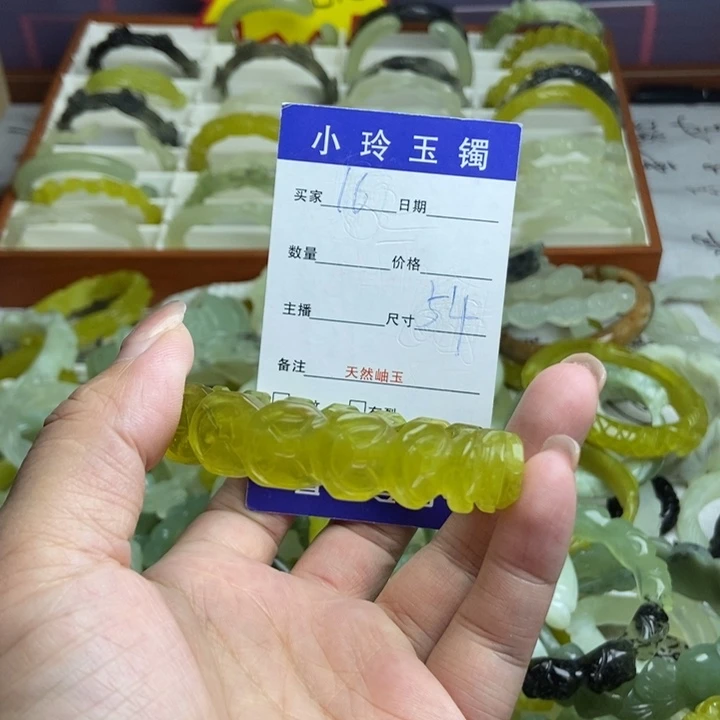 小玲玉镯
买家 16 日期
数量 价格
主播 尺寸 54
备注 天然岫玉